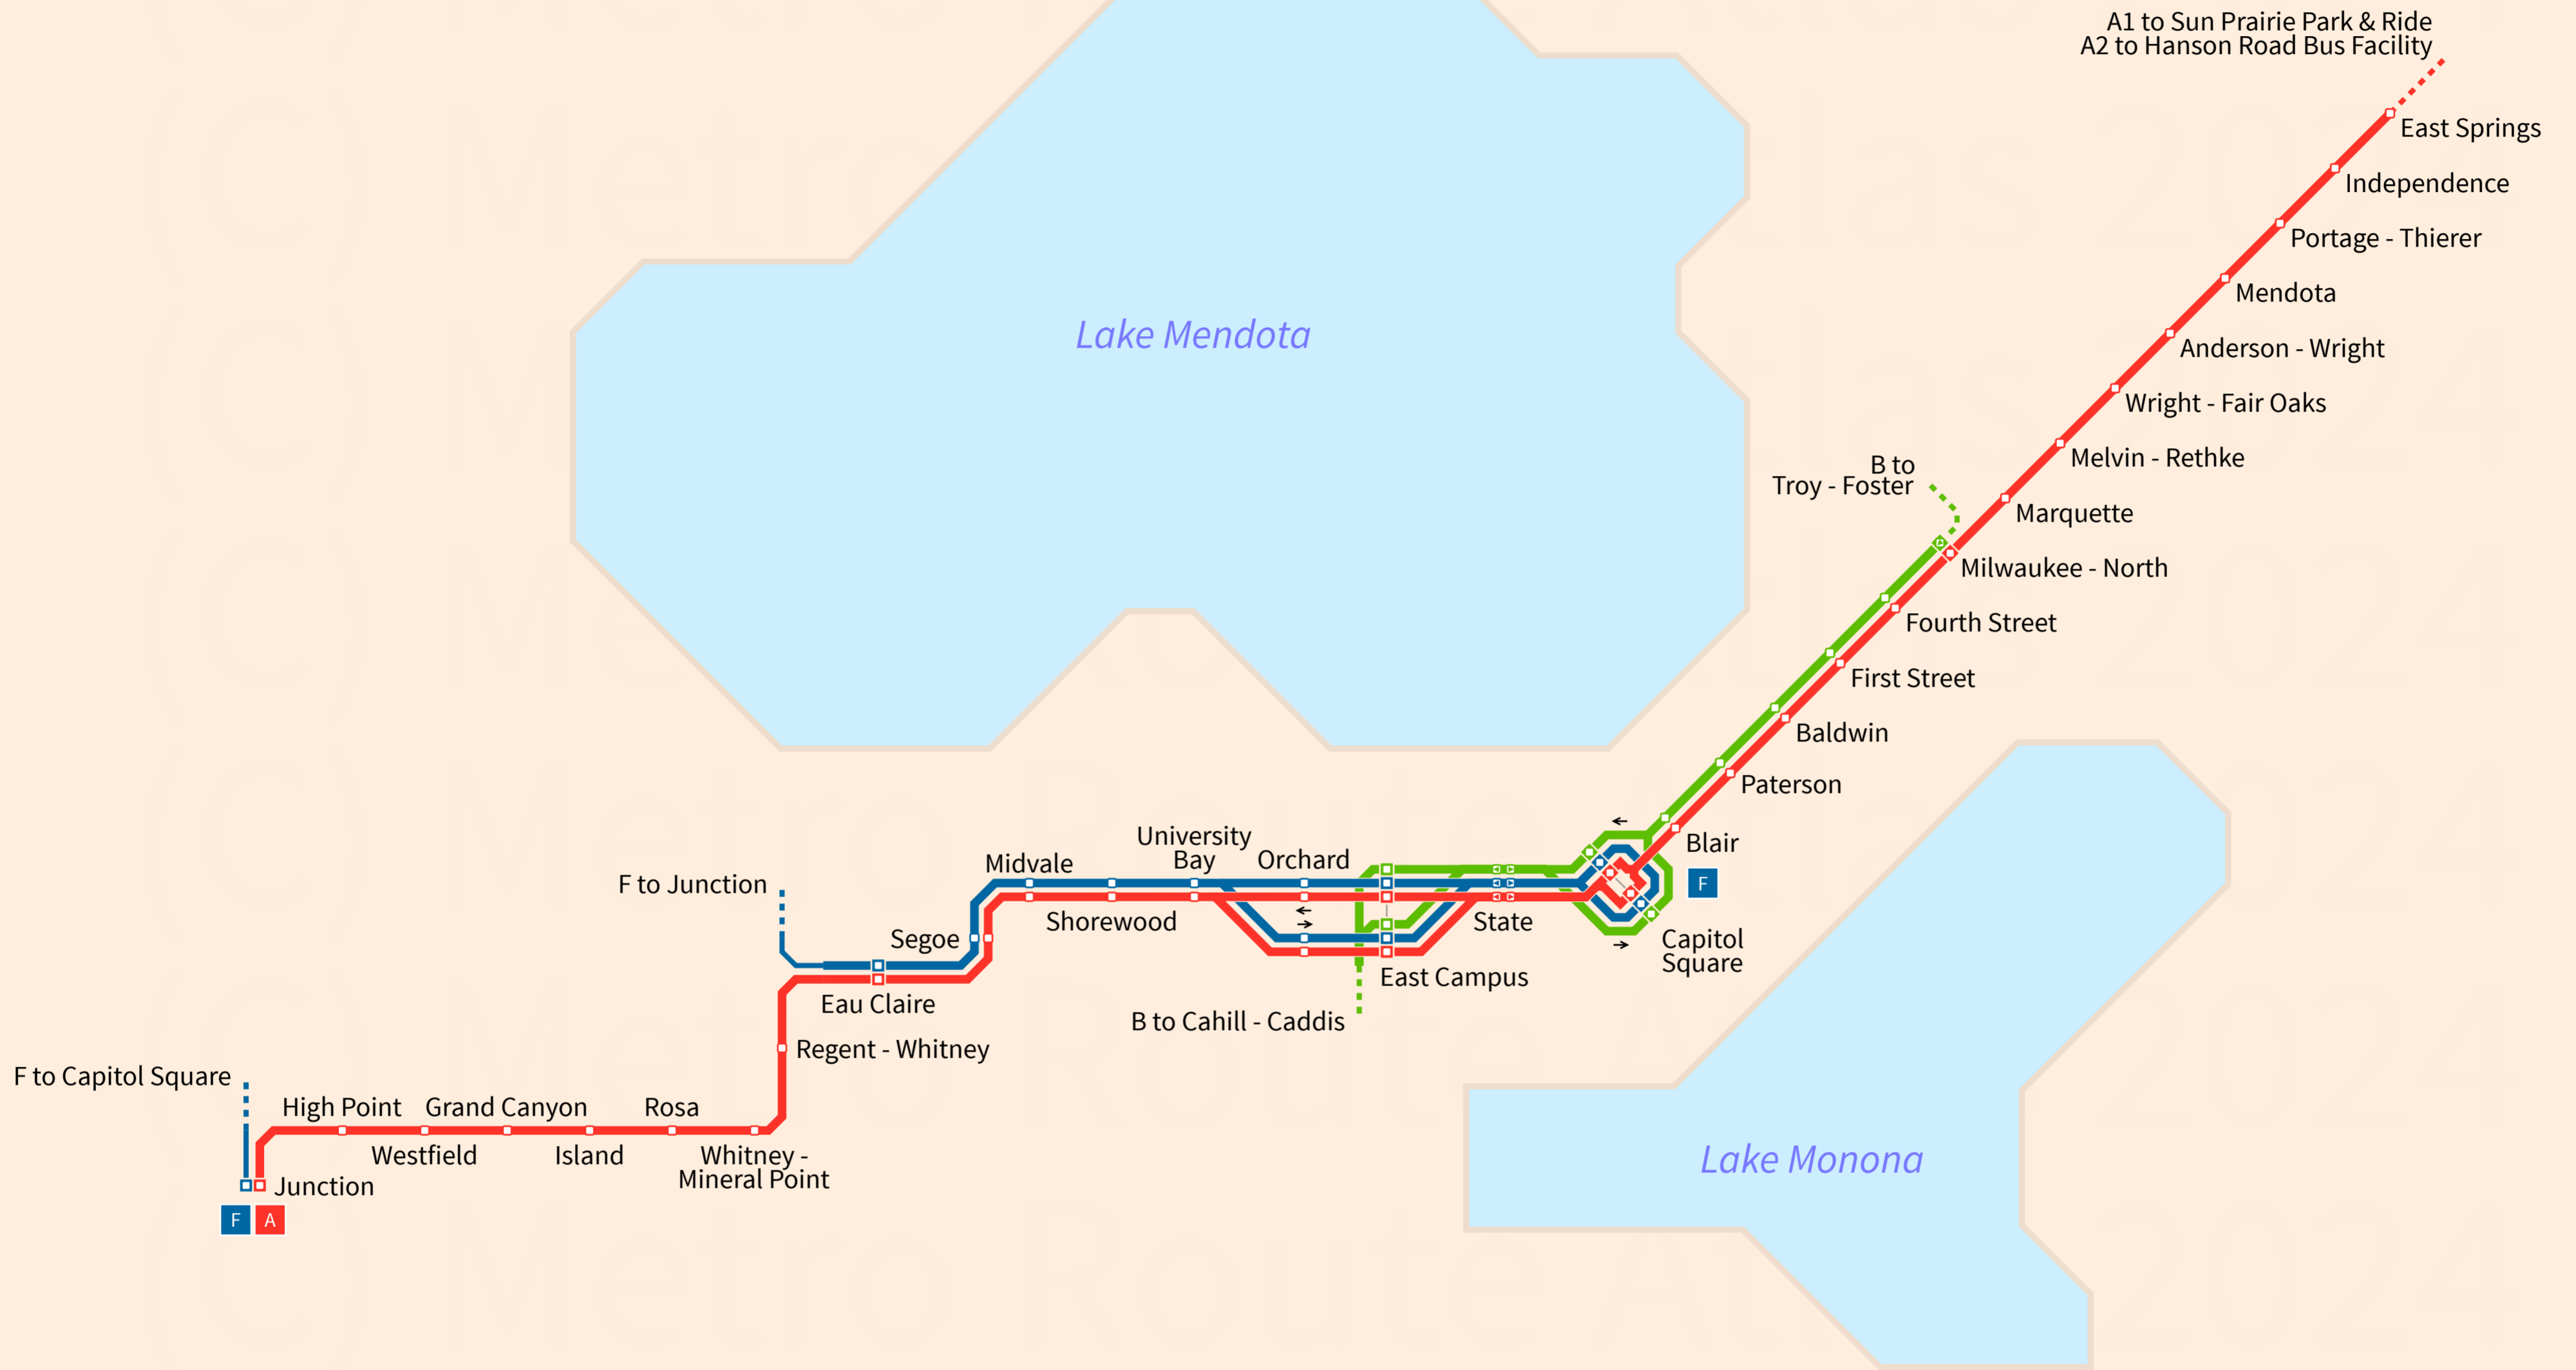 A1 to Sun Prairie Park & Ride
A2 to Hanson Road Bus Facility
East Springs
Independence
Portage - Thierer
Mendota
Lake Mendota
Anderson - Wright
Wright - Fair Oaks
Melvin - Rethke
B to
Troy - Foster
Marquette
Milwaukee - North
Fourth Street
First Street
Baldwin
Paterson
Blair
F
University
Bay
Orchard
Midvale
F to Junction
Segoe
Shorewood
State
Capitol
Square
East Campus
Eau Claire
B to Cahill - Caddis
Regent - Whitney
F to Capitol Square
High Point
Grand Canyon
Rosa
Westfield
Island
Whitney -
Mineral Point
Junction
F A
Lake Monona